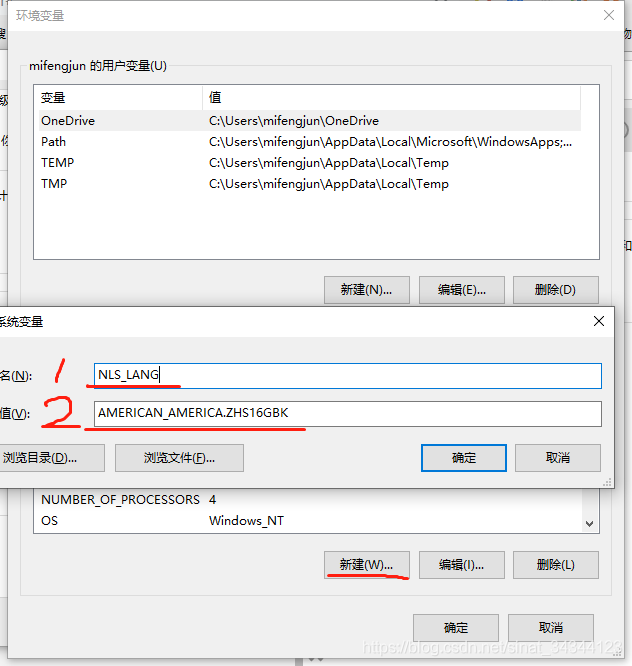 环境变量
mifengjun 的用户变量(U)
变量 值
OneDrive C:\Users\mifengjun\OneDrive
Path C:\Users\mifengjun\AppData\Local\Microsoft\WindowsApps;...
TEMP C:\Users\mifengjun\AppData\Local\Temp
TMP C:\Users\mifengjun\AppData\Local\Temp
新建(N)... 编辑(E)... 删除(D)
系统变量
名(N): 1 NLS_LANG
值(V): 2 AMERICAN_AMERICA.ZHS16GBK
浏览目录(D)... 浏览文件(F)... 确定 取消
NUMBER_OF_PROCESSORS 4
OS Windows_NT
新建(W)... 编辑(I)... 删除(L)
确定 取消
https://blog.csdn.net/sinat_34344123